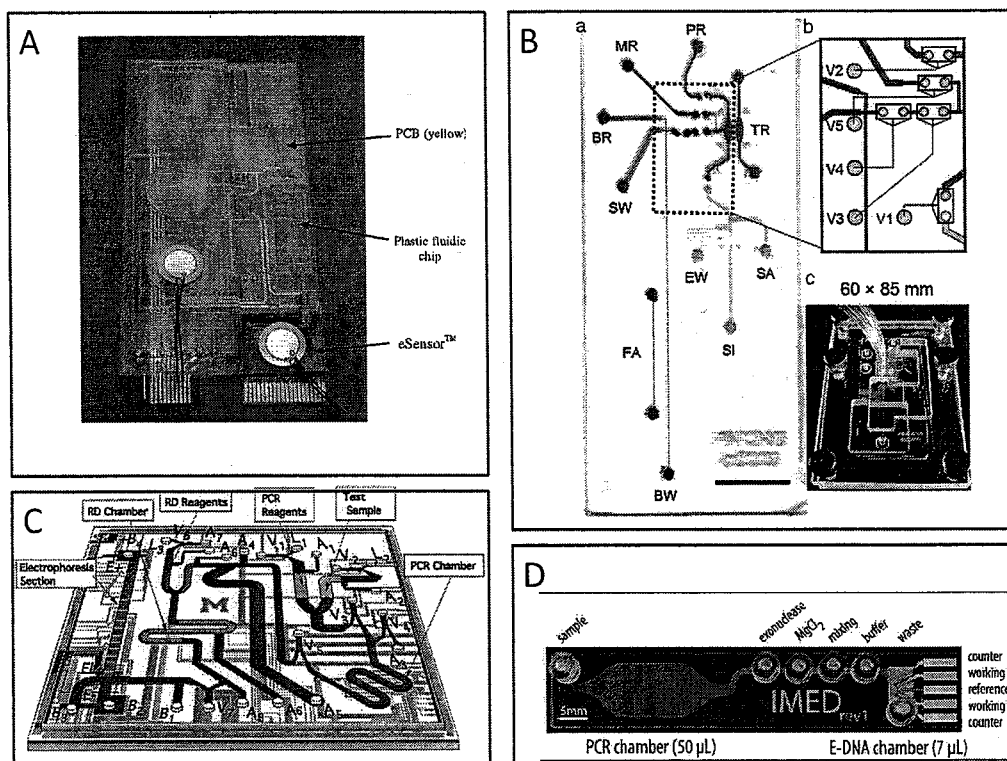 A
PCB (yellow)
Plastic fluidic
chip
eSensor™
B
a
PR
MR
BR
TR
SW
EW
SA
SI
FA
BW
b
V2
V5
V4
V3
V1
c
60 × 85 mm
C
RD Chamber
RD Reagents
PCR
Reagents
Test
Sample
Electrophoresis
Section
PCR Chamber
M
D
sample
exonuclease
MgCl2
mixing
buffer
waste
counter
working
reference
working
counter
5mm
IMED
rev1
PCR chamber (50 µL)
E-DNA chamber (7 µL)